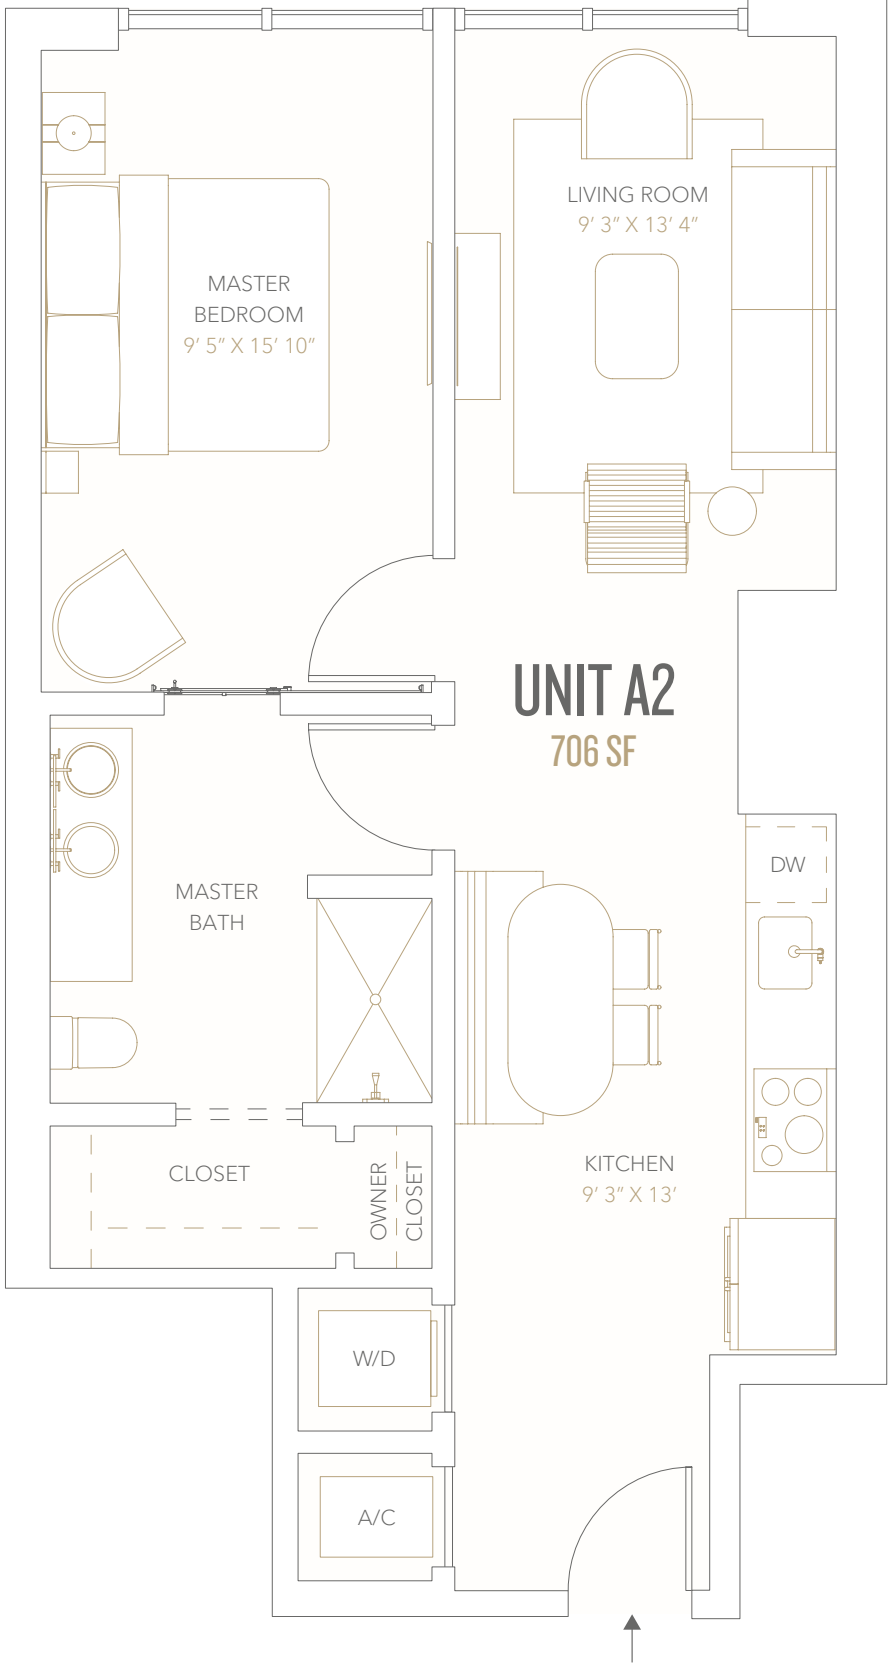 LIVING ROOM
9’ 3” X 13’ 4”
MASTER
BEDROOM
9’ 5” X 15’ 10”
UNIT A2
706 SF
DW
MASTER
BATH
KITCHEN
9’ 3” X 13’
CLOSET
OWNER
CLOSET
W/D
A/C